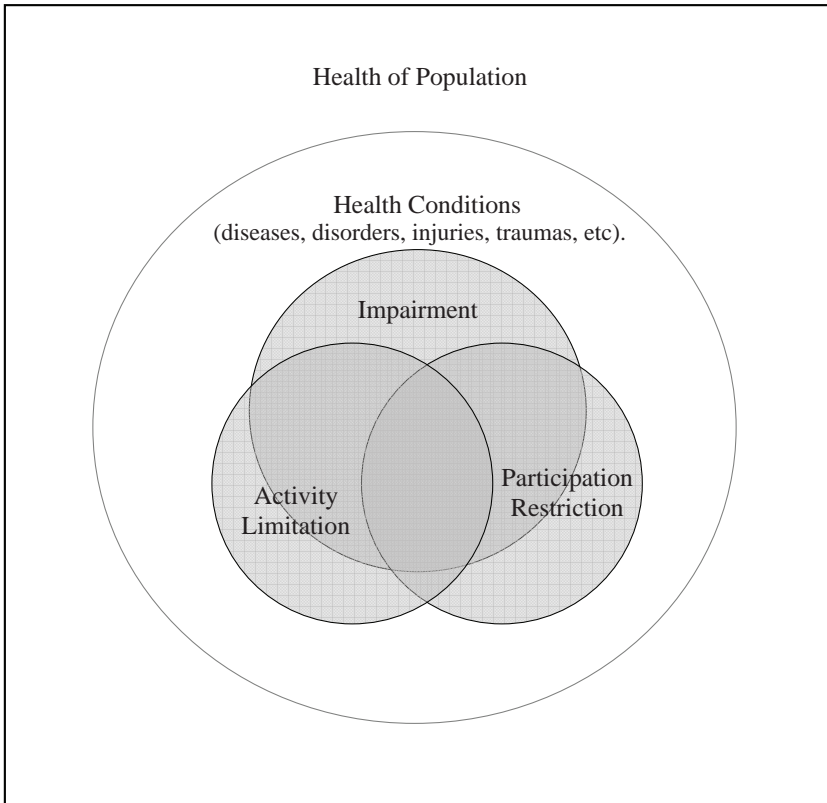 Health of Population
Health Conditions
(diseases, disorders, injuries, traumas, etc).
Impairment
Activity
Limitation
Participation
Restriction